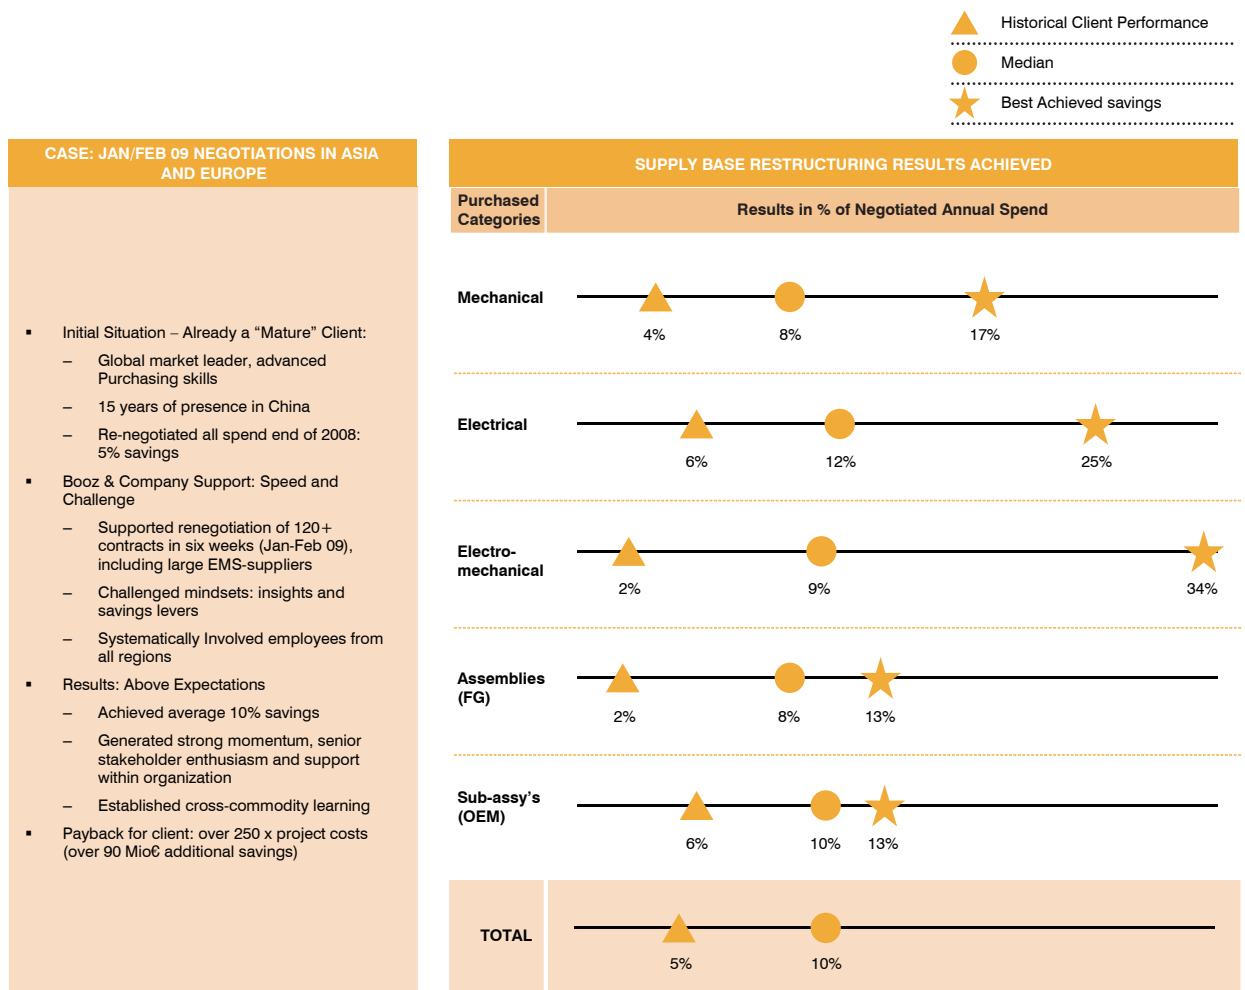 Historical Client Performance
Median
Best Achieved savings
CASE: JAN/FEB 09 NEGOTIATIONS IN ASIA
AND EUROPE
▪ Initial Situation – Already a “Mature” Client:
– Global market leader, advanced
Purchasing skills
– 15 years of presence in China
– Re-negotiated all spend end of 2008:
5% savings
▪ Booz & Company Support: Speed and
Challenge
– Supported renegotiation of 120+
contracts in six weeks (Jan-Feb 09),
including large EMS-suppliers
– Challenged mindsets: insights and
savings levers
– Systematically Involved employees from
all regions
▪ Results: Above Expectations
– Achieved average 10% savings
– Generated strong momentum, senior
stakeholder enthusiasm and support
within organization
– Established cross-commodity learning
▪ Payback for client: over 250 x project costs
(over 90 Mio€ additional savings)
SUPPLY BASE RESTRUCTURING RESULTS ACHIEVED
Purchased
Categories
Results in % of Negotiated Annual Spend
Mechanical
4% 8% 17%
Electrical
6% 12% 25%
Electro-
mechanical
2% 9% 34%
Assemblies
(FG)
2% 8% 13%
Sub-assy’s
(OEM)
6% 10% 13%
TOTAL
5% 10%